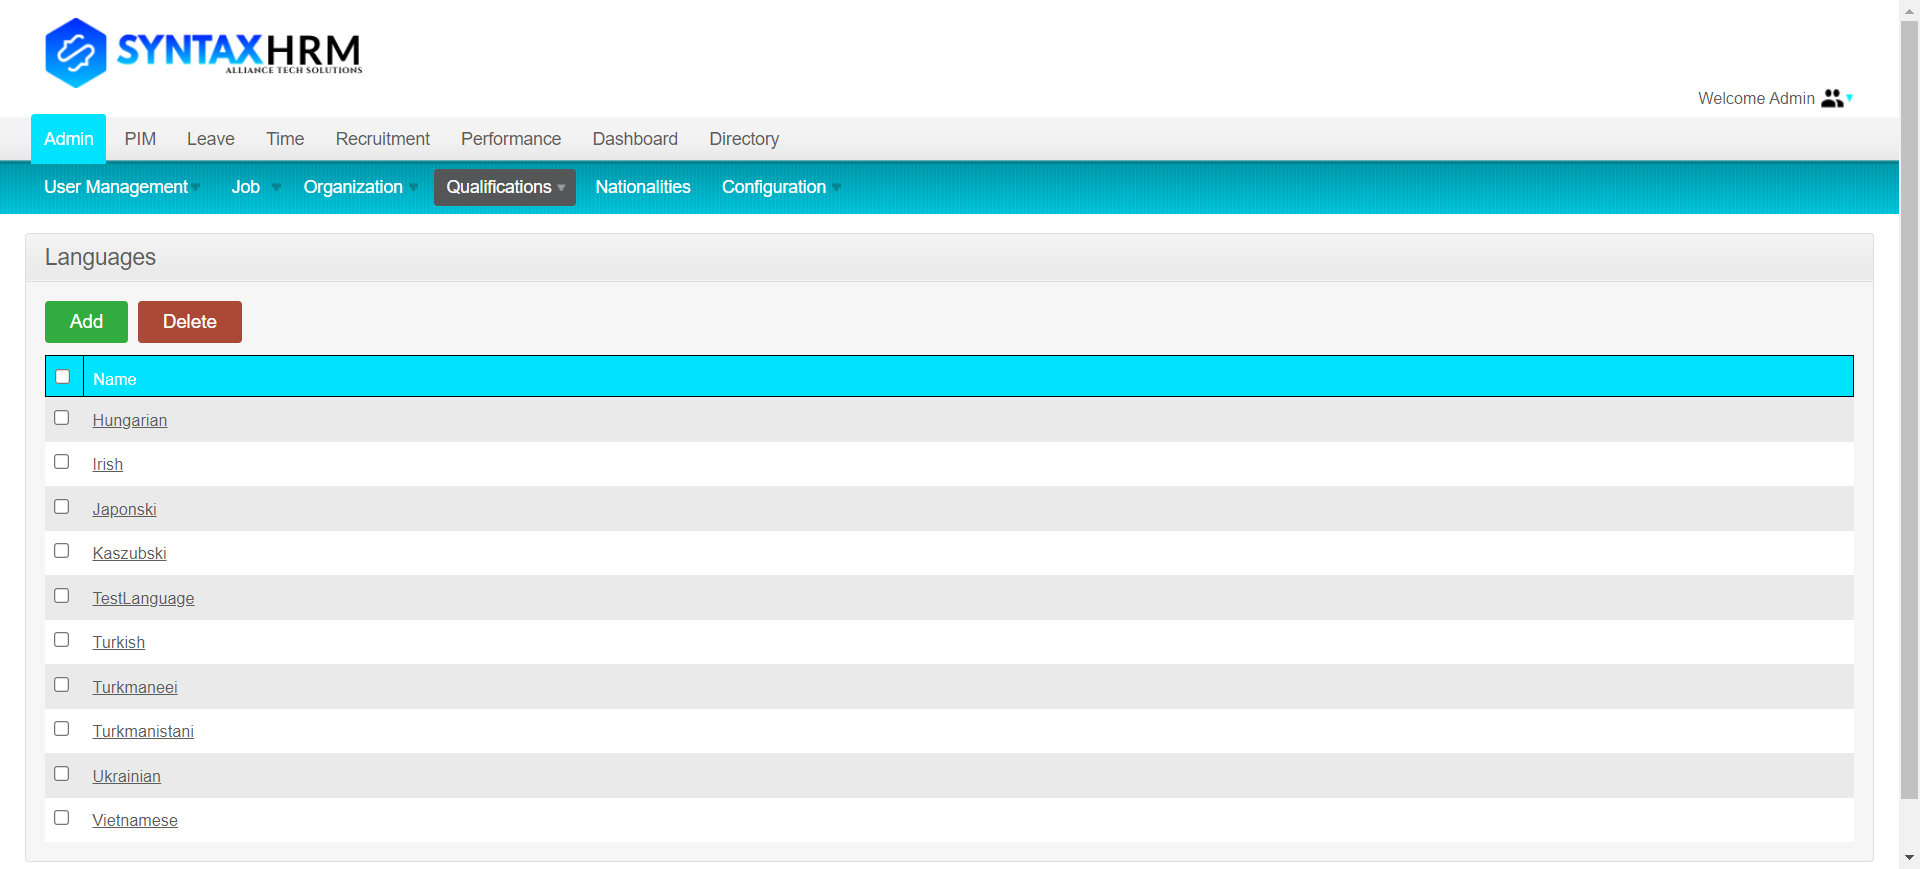 SYNTAXHRM
ALLIANCE TECH SOLUTIONS
Welcome Admin
Admin PIM Leave Time Recruitment Performance Dashboard Directory
User Management Job Organization Qualifications Nationalities Configuration
Languages
Add Delete
Name
Hungarian
Irish
Japonski
Kaszubski
TestLanguage
Turkish
Turkmaneei
Turkmanistani
Ukrainian
Vietnamese